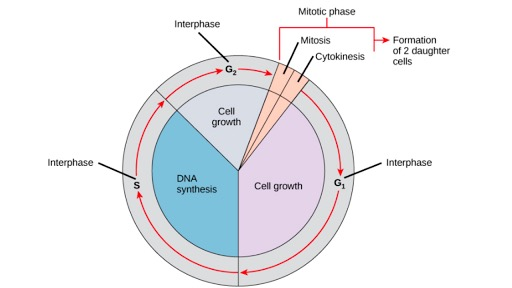 Mitotic phase
Interphase
Formation
of 2 daughter
cells
Mitosis
Cytokinesis
G2
Cell
growth
Interphase
Interphase
S
DNA
synthesis
Cell growth
G1